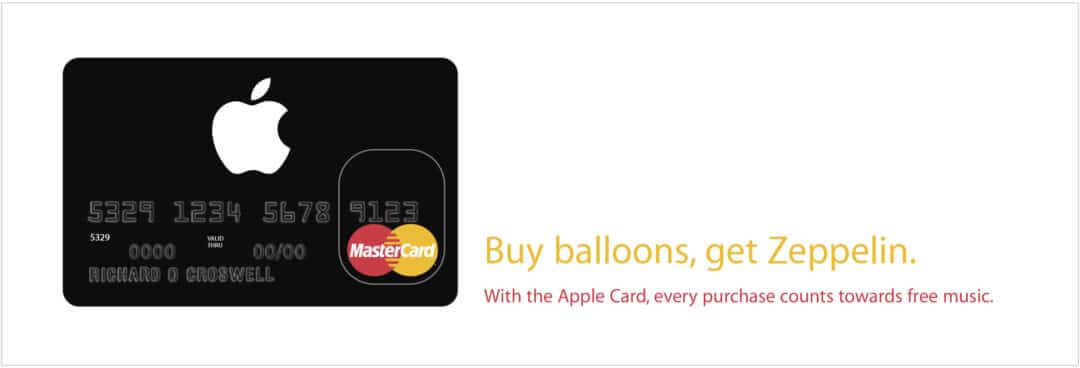 5329 1234 5678 9123
5329
VALID
THRU
0000
00/00
RICHARD O CROSWELL
MasterCard
Buy balloons, get Zeppelin.
With the Apple Card, every purchase counts towards free music.